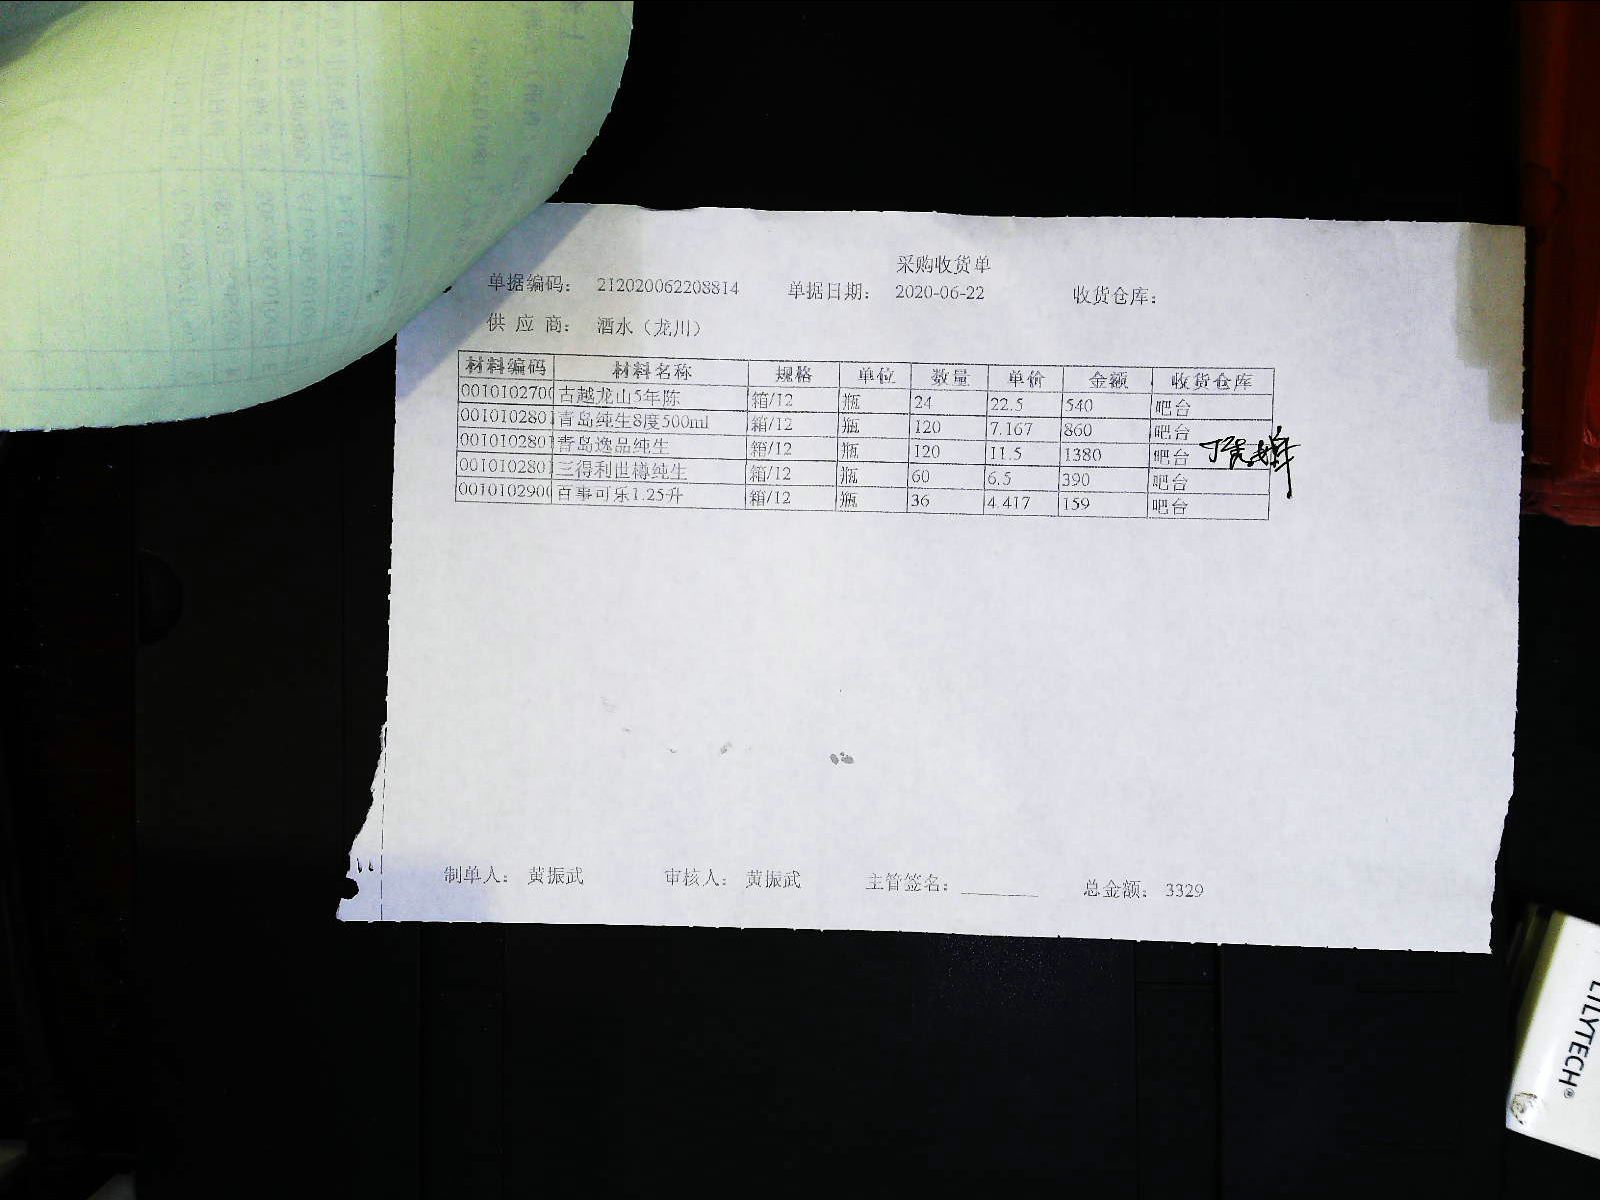 采购收货单
单据编码： 212020062208814 单据日期： 2020-06-22 收货仓库：
供 应 商： 酒水（龙川）
材料编码 材料名称 规格 单位 数量 单价 金额 收货仓库
0010102700 古越龙山5年陈 箱/12 瓶 24 22.5 540 吧台
001010280 青岛纯生8度500ml 箱/12 瓶 120 7.167 860 吧台
001010280 青岛逸品纯生 箱/12 瓶 120 11.5 1380 吧台
001010280 三得利世樽纯生 箱/12 瓶 60 6.5 390 吧台
001010290 百事可乐1.25升 箱/12 瓶 36 4.417 159 吧台
制单人： 黄振武 审核人： 黄振武 主管签名： 总金额： 3329
LILYTECH®